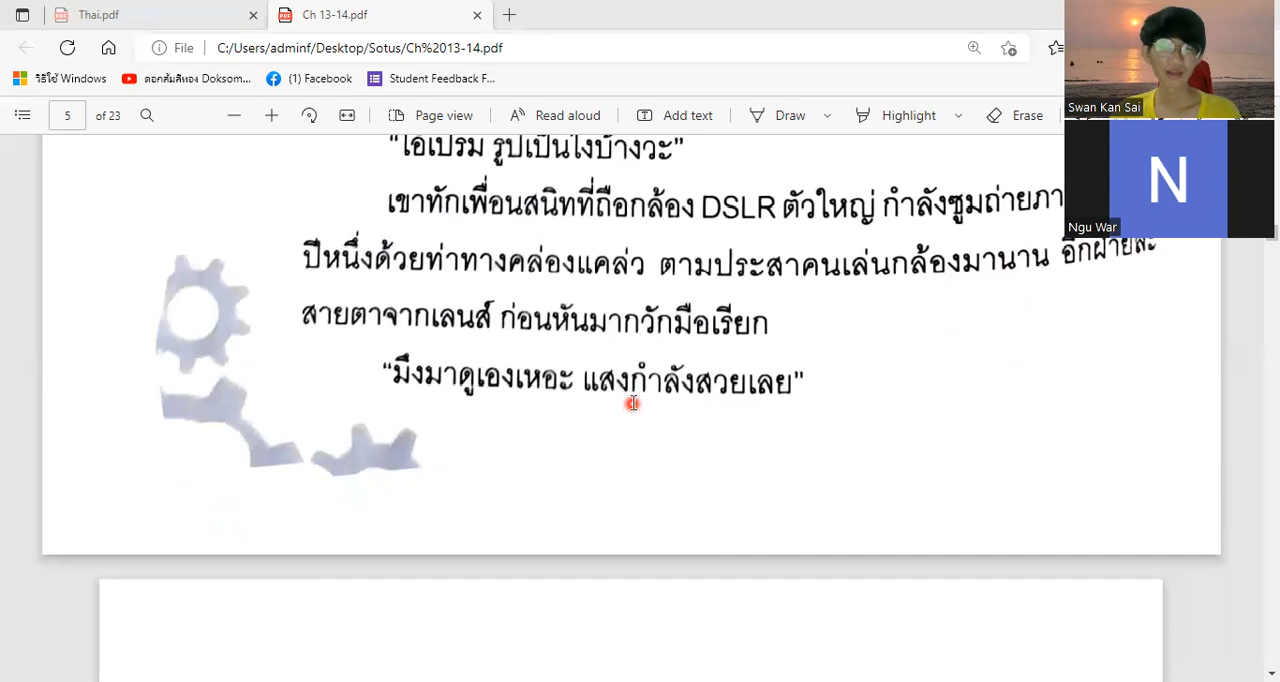 Thai.pdf
Ch 13-14.pdf
File C:/Users/adminf/Desktop/Sotus/Ch%2013-14.pdf
วิธีใช้ Windows
ดอกส้มสีทอง Doksom...
(1) Facebook
Student Feedback F...
5 of 23
Page view
Read aloud
Add text
Draw
Highlight
Erase
Swan Kan Sai
N
Ngu War
“ไอ้เปรม รูปเป็นไงบ้างวะ”
เขาทักเพื่อนสนิทที่ถือกล้อง DSLR ตัวใหญ่ กำลังซูมถ่ายภา
ปีหนึ่งด้วยท่าทางคล่องแคล่ว ตามประสาคนเล่นกล้องมานาน อีกฝ่ายละ
สายตาจากเลนส์ ก่อนหันมากวักมือเรียก
“มึงมาดูเองเหอะ แสงกำลังสวยเลย”